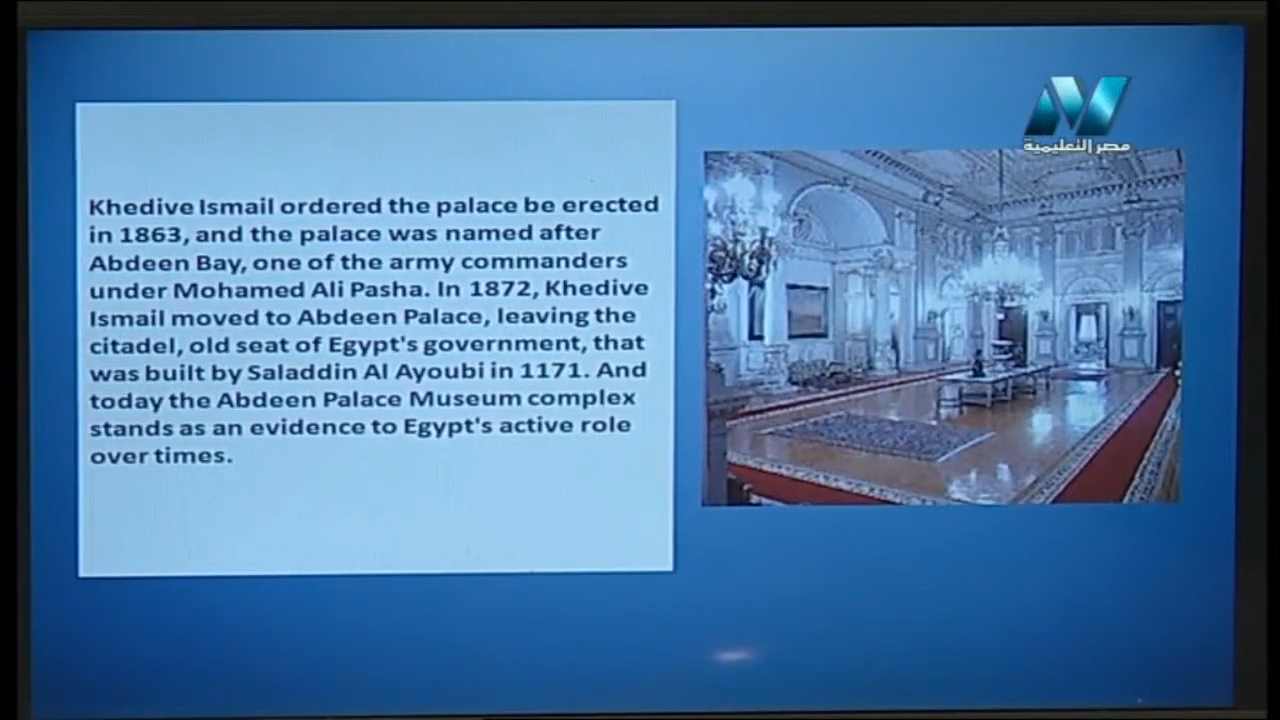 مصر التعليمية
Khedive Ismail ordered the palace be erected
in 1863, and the palace was named after
Abdeen Bay, one of the army commanders
under Mohamed Ali Pasha. In 1872, Khedive
Ismail moved to Abdeen Palace, leaving the
citadel, old seat of Egypt's government, that
was built by Saladdin Al Ayoubi in 1171. And
today the Abdeen Palace Museum complex
stands as an evidence to Egypt's active role
over times.